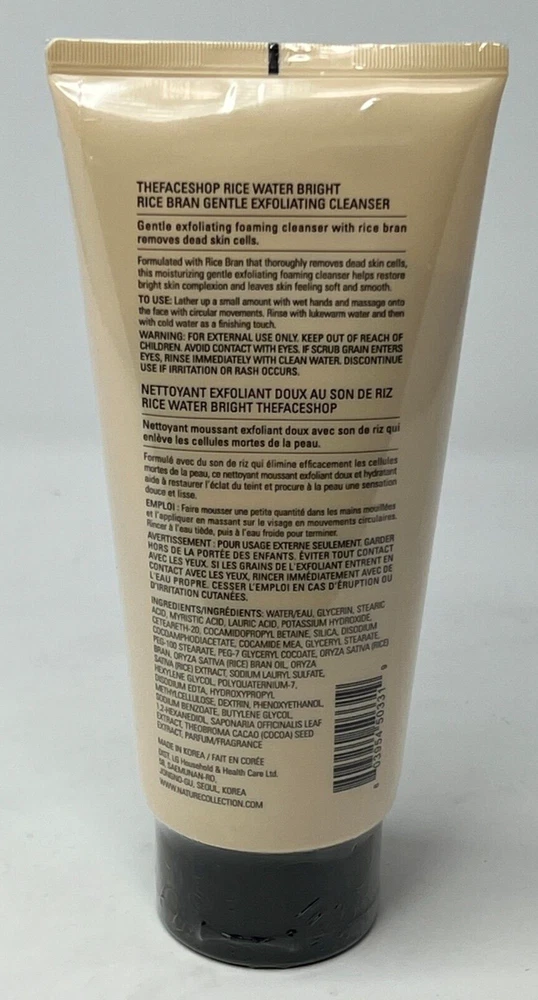 THEFACESHOP RICE WATER BRIGHT
RICE BRAN GENTLE EXFOLIATING CLEANSER
Gentle exfoliating foaming cleanser with rice bran
removes dead skin cells.
Formulated with Rice Bran that thoroughly removes dead skin cells,
this moisturizing gentle exfoliating foaming cleanser helps restore
bright skin complexion and leaves skin feeling soft and smooth.
TO USE: Lather up a small amount with wet hands and massage onto
the face with circular movements. Rinse with lukewarm water and then
with cold water as a finishing touch.
WARNING: FOR EXTERNAL USE ONLY. KEEP OUT OF REACH OF
CHILDREN. AVOID CONTACT WITH EYES. IF SCRUB GRAIN ENTERS
EYES, RINSE IMMEDIATELY WITH CLEAN WATER. DISCONTINUE
USE IF IRRITATION OR RASH OCCURS.
NETTOYANT EXFOLIANT DOUX AU SON DE RIZ
RICE WATER BRIGHT THEFACESHOP
Nettoyant moussant exfoliant doux avec son de riz qui
enlève les cellules mortes de la peau.
Formulé avec du son de riz qui élimine efficacement les cellules
mortes de la peau, ce nettoyant moussant exfoliant doux et hydratant
aide à restaurer l'éclat du teint et procure à la peau une sensation
douce et lisse.
EMPLOI : Faire mousser une petite quantité dans les mains mouillées
et l'appliquer en massant sur le visage en mouvements circulaires.
Rincer à l'eau tiède, puis à l'eau froide pour terminer.
AVERTISSEMENT : POUR USAGE EXTERNE SEULEMENT. GARDER
HORS DE LA PORTÉE DES ENFANTS. ÉVITER TOUT CONTACT
AVEC LES YEUX. SI LES GRAINS DE L'EXFOLIANT ENTRENT EN
CONTACT AVEC LES YEUX, RINCER IMMÉDIATEMENT AVEC DE
L'EAU PROPRE. CESSER L'EMPLOI EN CAS D'ÉRUPTION OU
D'IRRITATION CUTANÉES.
INGREDIENTS/INGRÉDIENTS: WATER/EAU, GLYCERIN, STEARIC
ACID, MYRISTIC ACID, LAURIC ACID, POTASSIUM HYDROXIDE,
CETEARETH-20, COCAMIDOPROPYL BETAINE, SILICA, DISODIUM
COCOAMPHODIACETATE, COCAMIDE MEA, GLYCERYL STEARATE,
PEG-100 STEARATE, PEG-7 GLYCERYL COCOATE, ORYZA SATIVA (RICE)
BRAN, ORYZA SATIVA (RICE) BRAN OIL, ORYZA
SATIVA (RICE) EXTRACT, SODIUM LAURYL SULFATE,
HEXYLENE GLYCOL, POLYQUATERNIUM-7,
DISODIUM EDTA, HYDROXYPROPYL
METHYLCELLULOSE, DEXTRIN, PHENOXYETHANOL,
SODIUM BENZOATE, BUTYLENE GLYCOL,
1,2-HEXANEDIOL, SAPONARIA OFFICINALIS LEAF
EXTRACT, THEOBROMA CACAO (COCOA) SEED
EXTRACT, PARFUM/FRAGRANCE
MADE IN KOREA / FAIT EN CORÉE
DIST. LG Household & Health Care Ltd.
58, SAEMUNAN-RO,
JONGNO-GU, SEOUL, KOREA
WWW.NATURECOLLECTION.COM
8 03954 50331 9